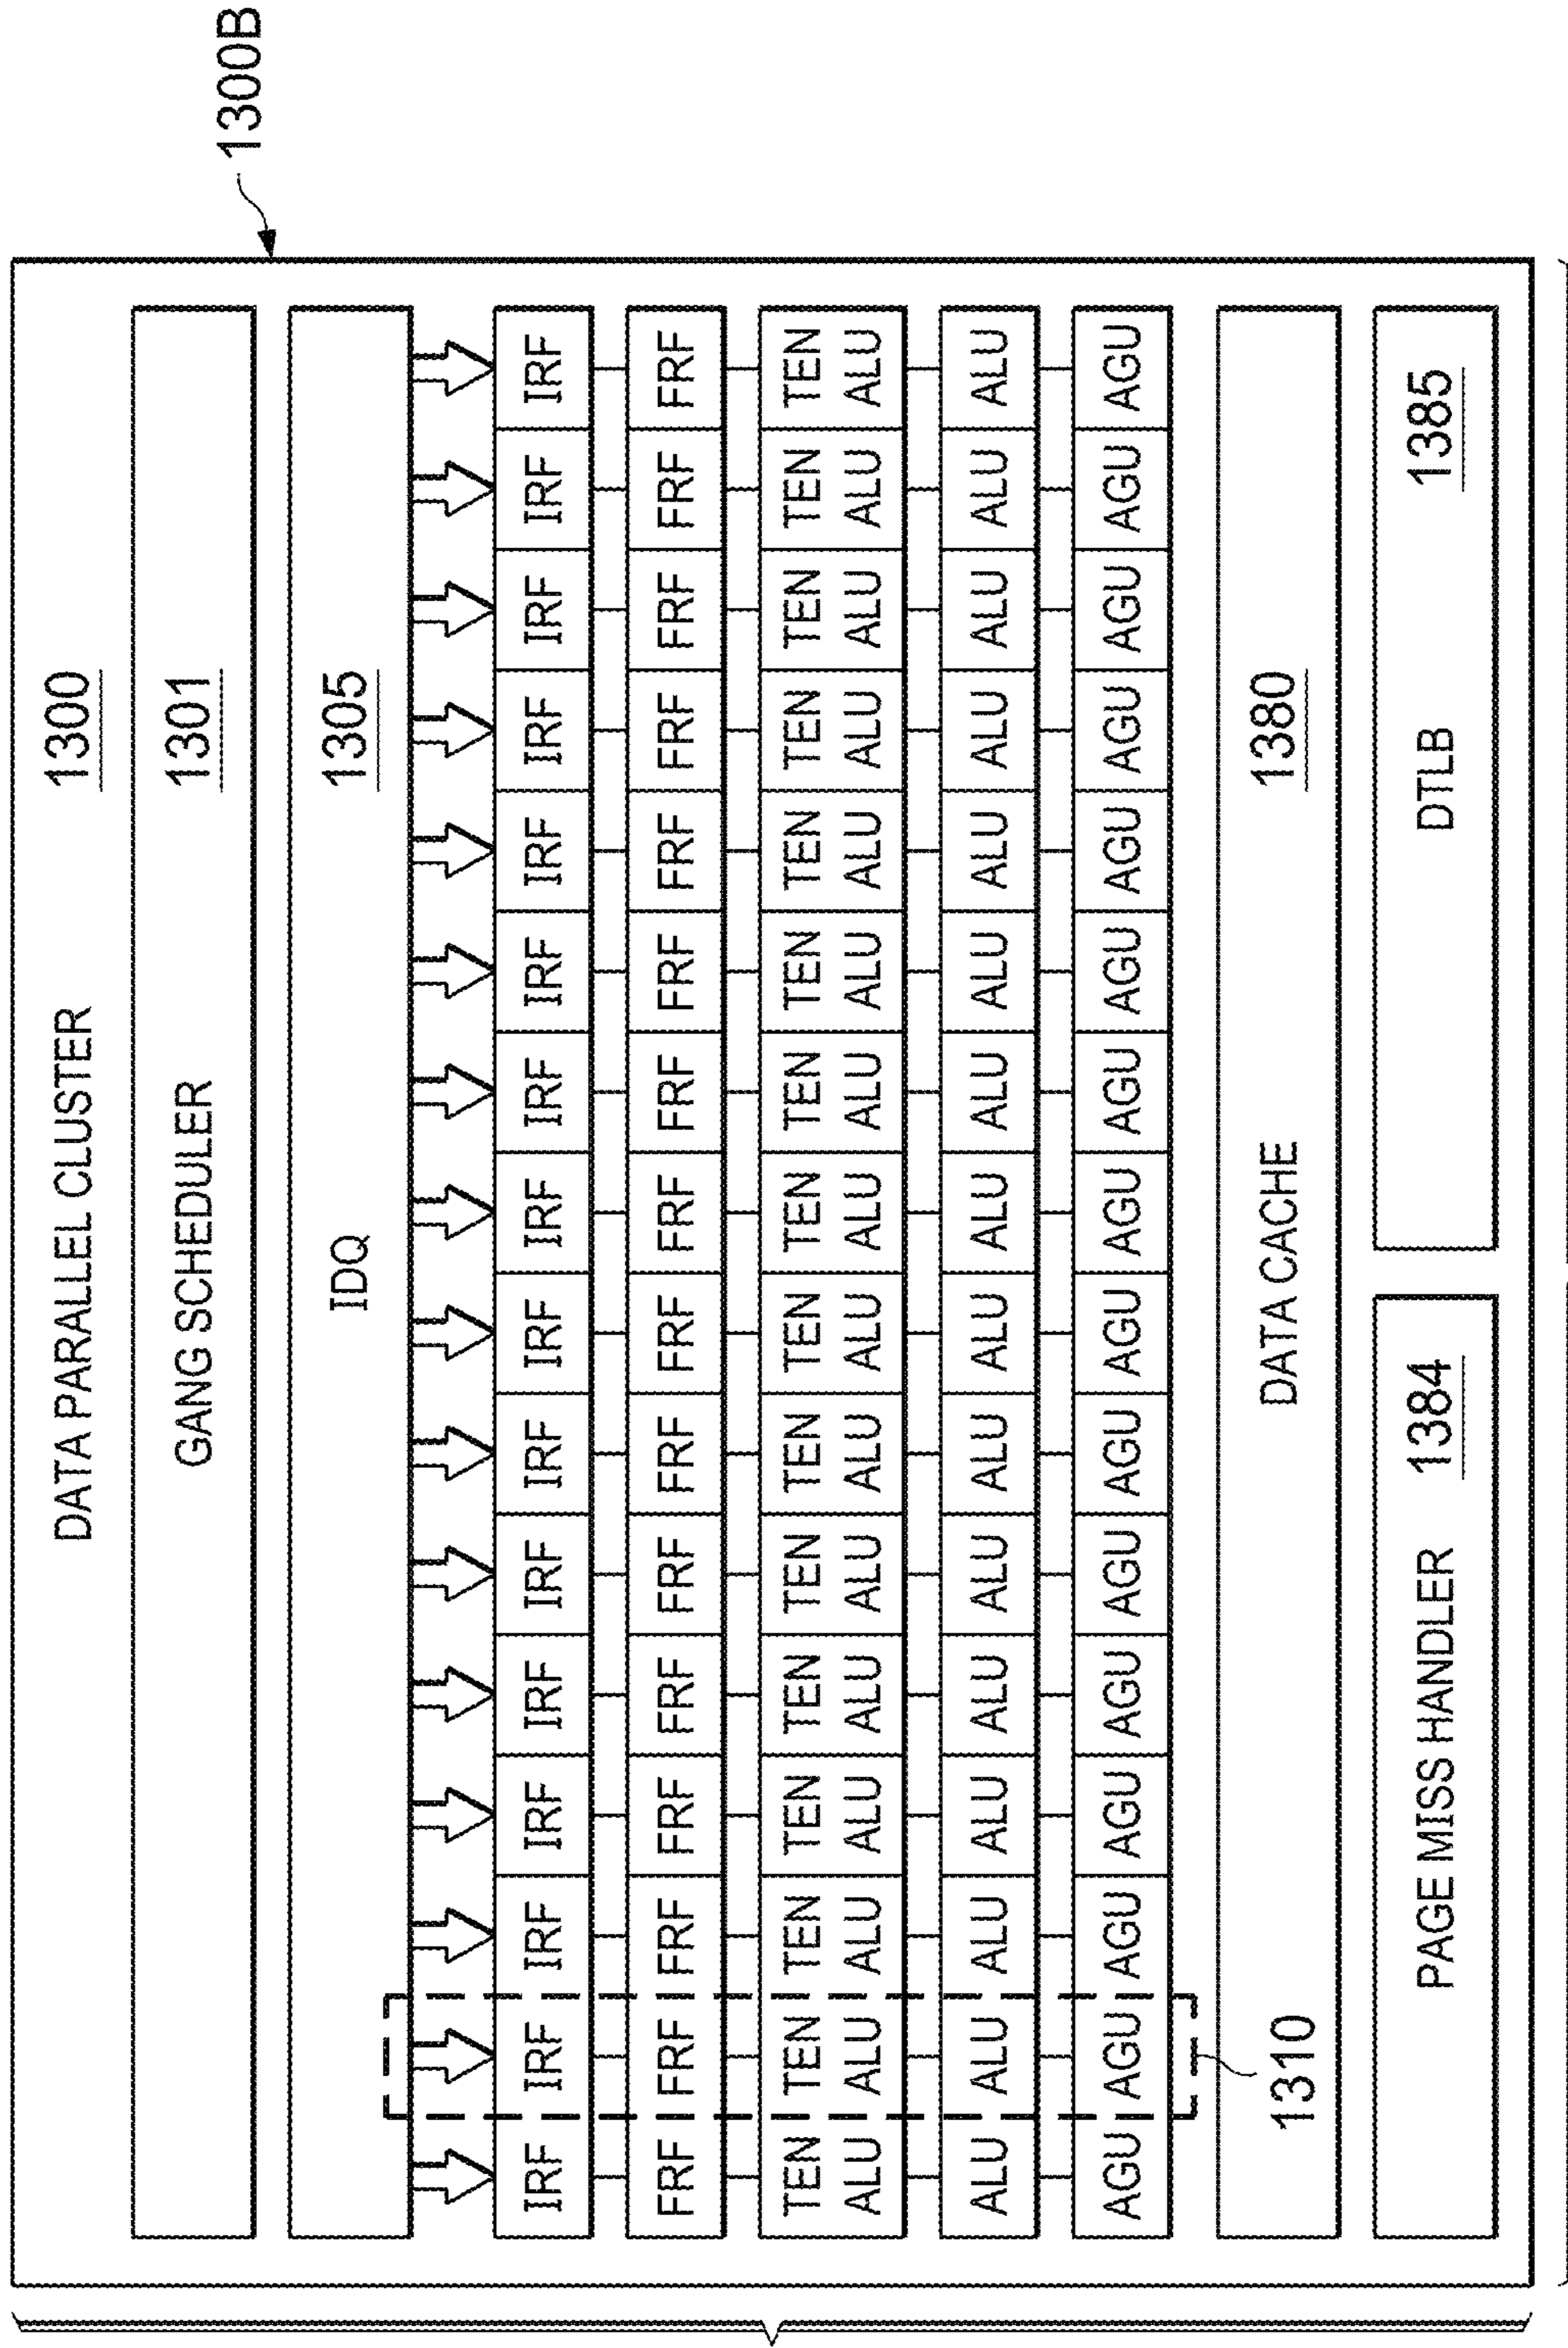 DATA PARALLEL CLUSTER 1300
GANG SCHEDULER 1301
1300B
IDQ 1305
IRF IRF IRF IRF IRF IRF IRF IRF IRF IRF IRF IRF IRF IRF IRF IRF
FRF FRF FRF FRF FRF FRF FRF FRF FRF FRF FRF FRF FRF FRF FRF FRF
TEN TEN TEN TEN TEN TEN TEN TEN TEN TEN TEN TEN TEN TEN TEN TEN
ALU ALU ALU ALU ALU ALU ALU ALU ALU ALU ALU ALU ALU ALU ALU ALU
ALU ALU ALU ALU ALU ALU ALU ALU ALU ALU ALU ALU ALU ALU ALU ALU
AGU AGU AGU AGU AGU AGU AGU AGU AGU AGU AGU AGU AGU AGU AGU AGU
1310
DATA CACHE 1380
PAGE MISS HANDLER 1384
DTLB 1385